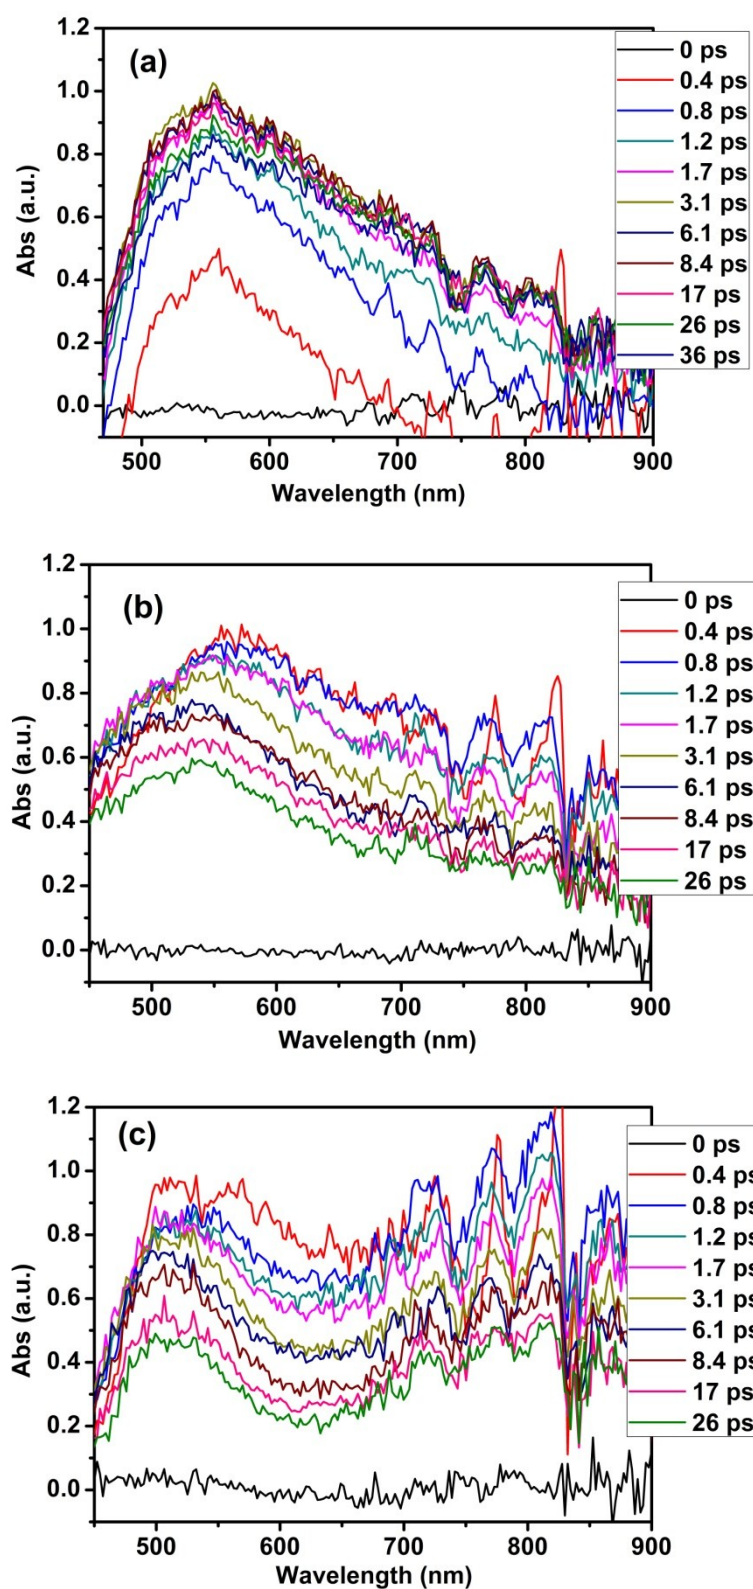 (a)
Abs (a.u.)
1.2
1.0
0.8
0.6
0.4
0.2
0.0
500
600
700
800
900
Wavelength (nm)
0 ps
0.4 ps
0.8 ps
1.2 ps
1.7 ps
3.1 ps
6.1 ps
8.4 ps
17 ps
26 ps
36 ps
(b)
Abs (a.u.)
1.2
1.0
0.8
0.6
0.4
0.2
0.0
500
600
700
800
900
Wavelength (nm)
0 ps
0.4 ps
0.8 ps
1.2 ps
1.7 ps
3.1 ps
6.1 ps
8.4 ps
17 ps
26 ps
(c)
Abs (a.u.)
1.2
1.0
0.8
0.6
0.4
0.2
0.0
500
600
700
800
900
Wavelength (nm)
0 ps
0.4 ps
0.8 ps
1.2 ps
1.7 ps
3.1 ps
6.1 ps
8.4 ps
17 ps
26 ps